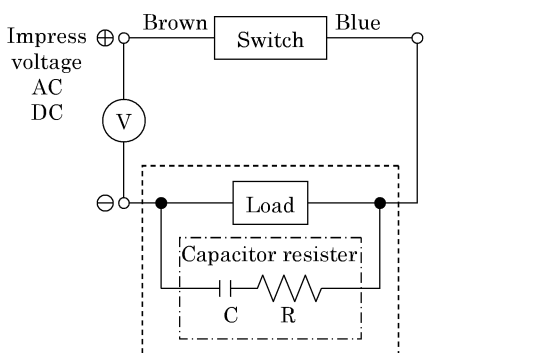 Brown
Blue
Impress
voltage
AC
DC
⊕
Switch
V
⊖
Load
Capacitor resister
C
R